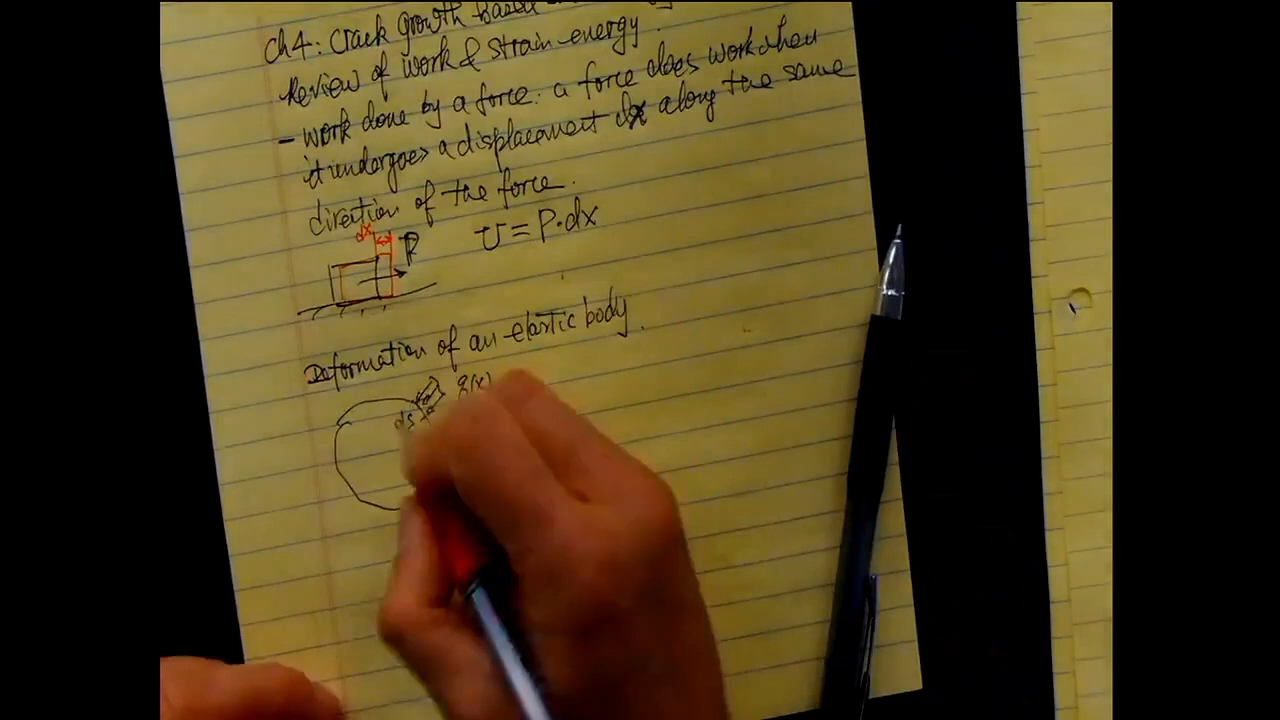 Ch4: Crack growth based
Review of work & strain energy.
- work done by a force: a force does work when
it undergoes a displacement dx along the same
direction of the force.
dx
P
U = P·dx
Deformation of an elastic body.
q(x)
ds